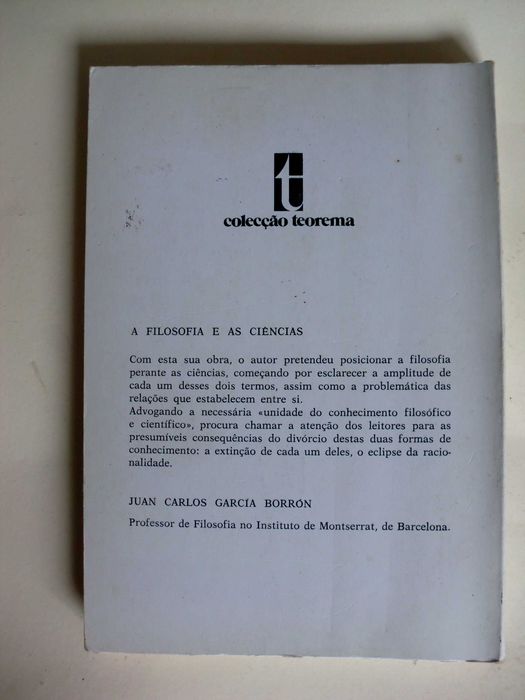 t
colecção teorema
A FILOSOFIA E AS CIÊNCIAS
Com esta sua obra, o autor pretendeu posicionar a filosofia
perante as ciências, começando por esclarecer a amplitude de
cada um desses dois termos, assim como a problemática das
relações que estabelecem entre si.
Advogando a necessária «unidade do conhecimento filosófico
e científico», procura chamar a atenção dos leitores para as
presumíveis consequências do divórcio destas duas formas de
conhecimento: a extinção de cada um deles, o eclipse da racio-
nalidade.
JUAN CARLOS GARCÍA BORRÓN
Professor de Filosofia no Instituto de Montserrat, de Barcelona.